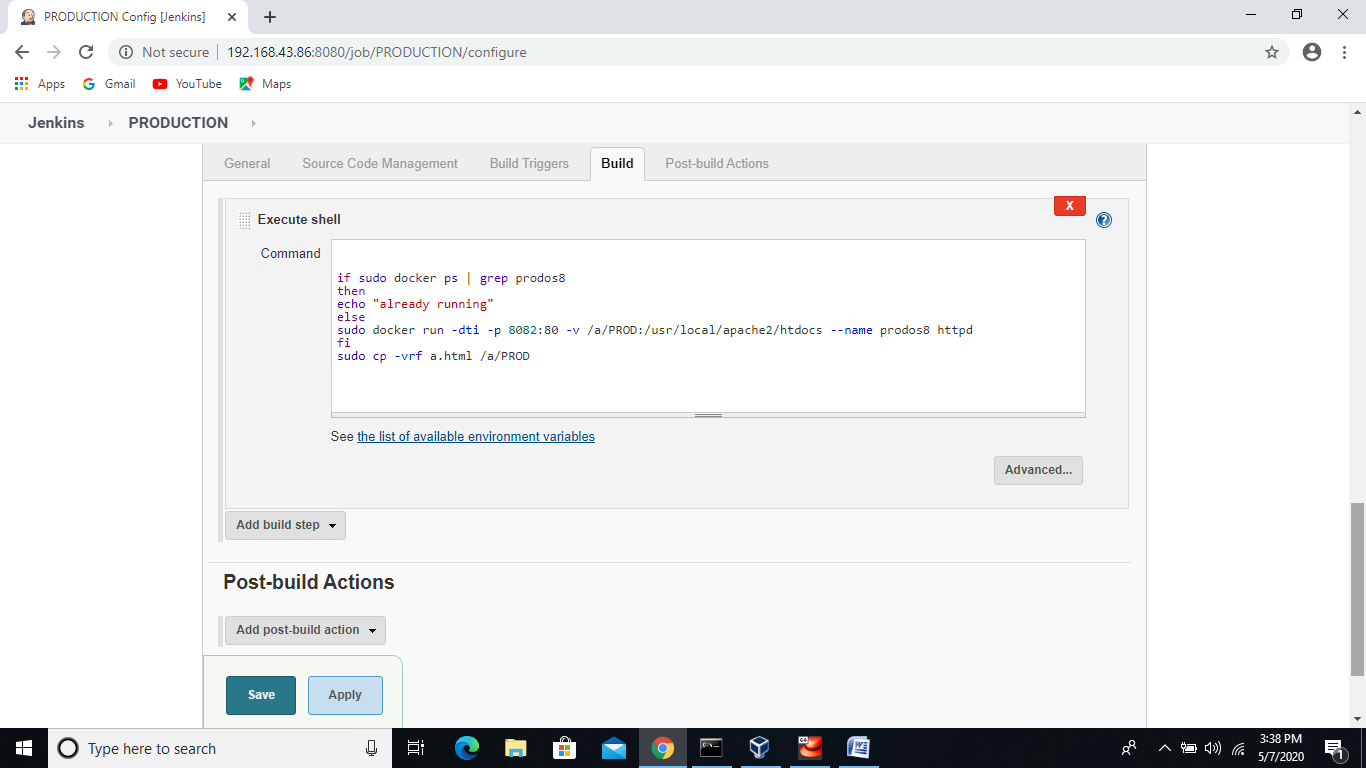 PRODUCTION Config [Jenkins]
Not secure 192.168.43.86:8080/job/PRODUCTION/configure
Apps Gmail YouTube Maps
Jenkins PRODUCTION
General Source Code Management Build Triggers Build Post-build Actions
X
Execute shell ?
Command
if sudo docker ps | grep prodos8
then
echo "already running"
else
sudo docker run -dti -p 8082:80 -v /a/PROD:/usr/local/apache2/htdocs --name prodos8 httpd
fi
sudo cp -vrf a.html /a/PROD
See the list of available environment variables
Advanced...
Add build step
Post-build Actions
Add post-build action
Save Apply
Type here to search
3:38 PM
5/7/2020
1